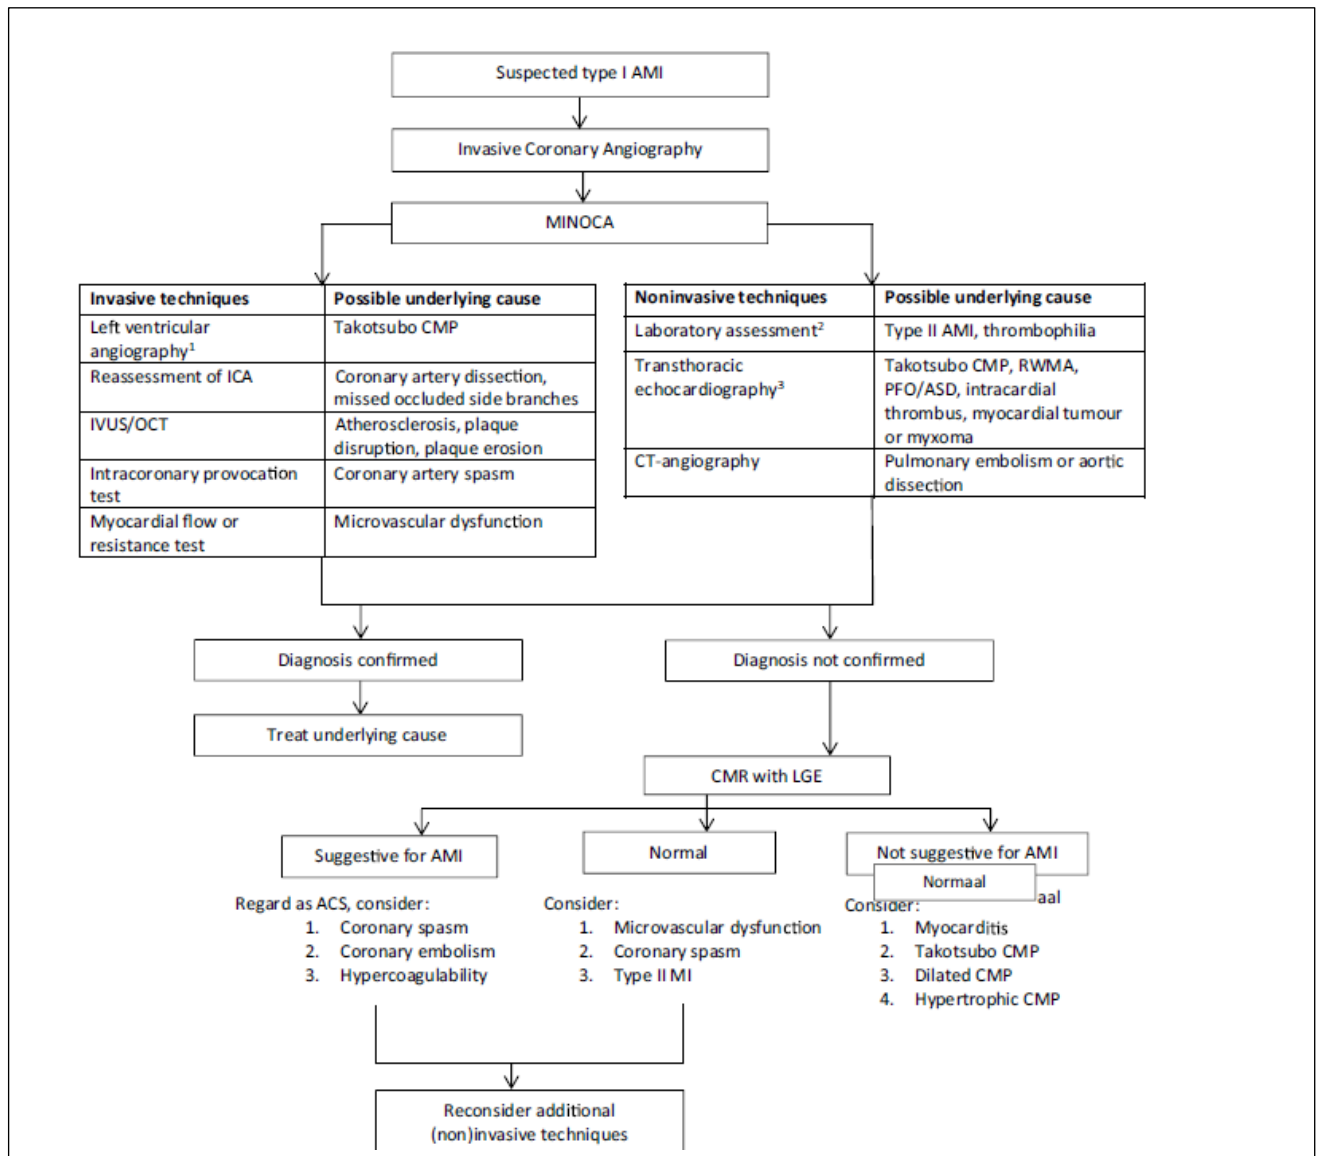 Suspected type I AMI
Invasive Coronary Angiography
MINOCA
Invasive techniques Possible underlying cause
Left ventricular Takotsubo CMP
angiography1
Reassessment of ICA Coronary artery dissection,
missed occluded side branches
IVUS/OCT Atherosclerosis, plaque
disruption, plaque erosion
Intracoronary provocation Coronary artery spasm
test
Myocardial flow or Microvascular dysfunction
resistance test
Noninvasive techniques Possible underlying cause
Laboratory assessment2 Type II AMI, thrombophilia
Transthoracic Takotsubo CMP, RWMA,
echocardiography3 PFO/ASD, intracardial
thrombus, myocardial tumour
or myxoma
CT-angiography Pulmonary embolism or aortic
dissection
Diagnosis confirmed
Diagnosis not confirmed
Treat underlying cause
CMR with LGE
Suggestive for AMI
Regard as ACS, consider:
1. Coronary spasm
2. Coronary embolism
3. Hypercoagulability
Normal
Consider:
1. Microvascular dysfunction
2. Coronary spasm
3. Type II MI
Not suggestive for AMI
Normaal
aal
Consider:
1. Myocarditis
2. Takotsubo CMP
3. Dilated CMP
4. Hypertrophic CMP
Reconsider additional
(non)invasive techniques